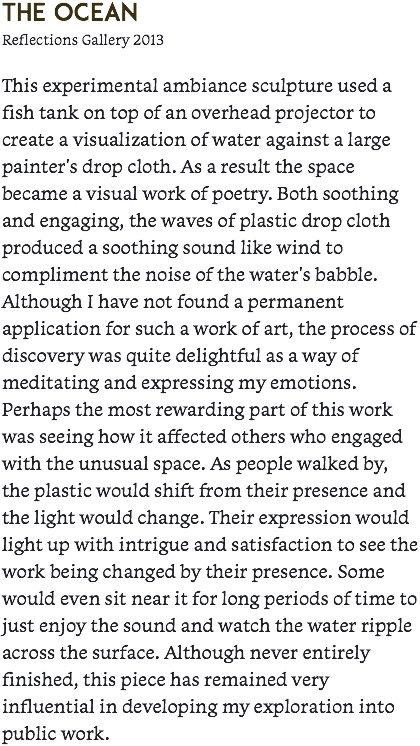 THE OCEAN
Reflections Gallery 2013
This experimental ambiance sculpture used a
fish tank on top of an overhead projector to
create a visualization of water against a large
painter's drop cloth. As a result the space
became a visual work of poetry. Both soothing
and engaging, the waves of plastic drop cloth
produced a soothing sound like wind to
compliment the noise of the water's babble.
Although I have not found a permanent
application for such a work of art, the process of
discovery was quite delightful as a way of
meditating and expressing my emotions.
Perhaps the most rewarding part of this work
was seeing how it affected others who engaged
with the unusual space. As people walked by,
the plastic would shift from their presence and
the light would change. Their expression would
light up with intrigue and satisfaction to see the
work being changed by their presence. Some
would even sit near it for long periods of time to
just enjoy the sound and watch the water ripple
across the surface. Although never entirely
finished, this piece has remained very
influential in developing my exploration into
public work.